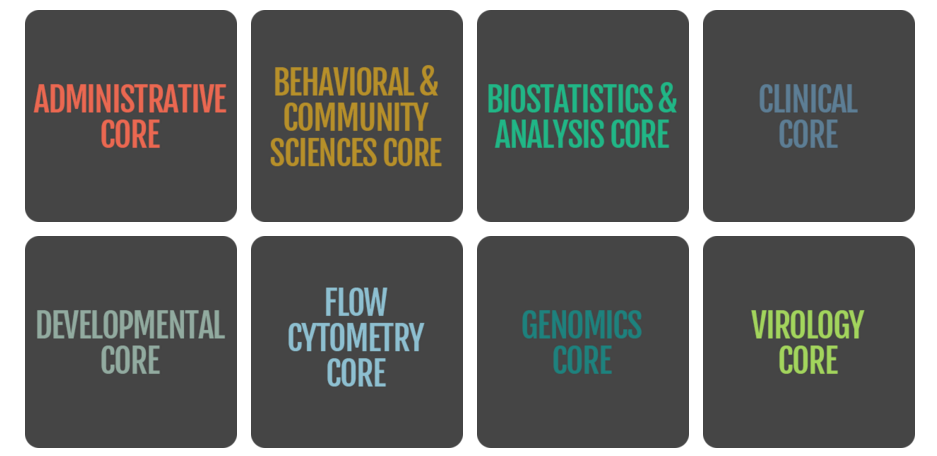 ADMINISTRATIVE
CORE
BEHAVIORAL &
COMMUNITY
SCIENCES CORE
BIOSTATISTICS &
ANALYSIS CORE
CLINICAL
CORE
DEVELOPMENTAL
CORE
FLOW
CYTOMETRY
CORE
GENOMICS
CORE
VIROLOGY
CORE